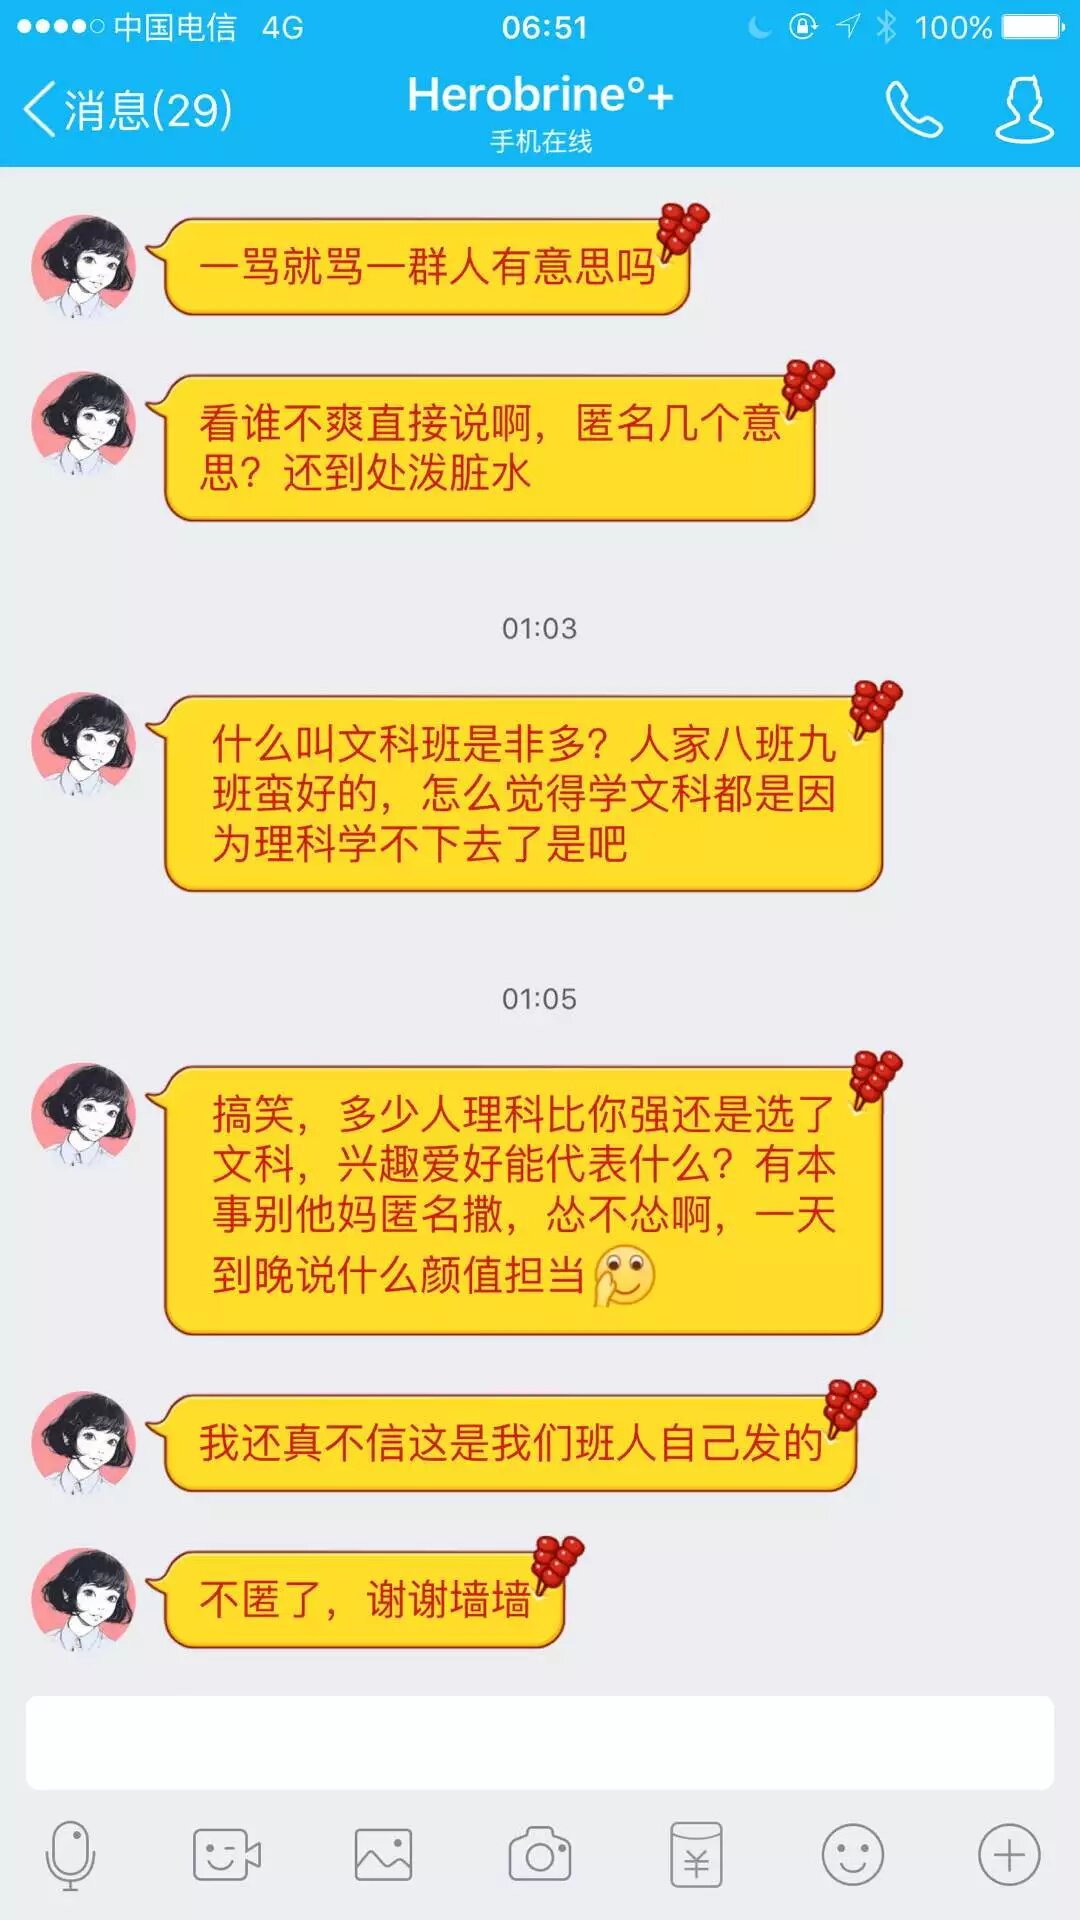 中国电信 4G 06:51 100%
消息(29) Herobrine°+
手机在线
一骂就骂一群人有意思吗
看谁不爽直接说啊，匿名几个意
思？还到处泼脏水
01:03
什么叫文科班是非多？人家八班九
班蛮好的，怎么觉得学文科都是因
为理科学不下去了是吧
01:05
搞笑，多少人理科比你强还是选了
文科，兴趣爱好能代表什么？有本
事别他妈匿名撒，怂不怂啊，一天
到晚说什么颜值担当
我还真不信这是我们班人自己发的
不匿了，谢谢墙墙